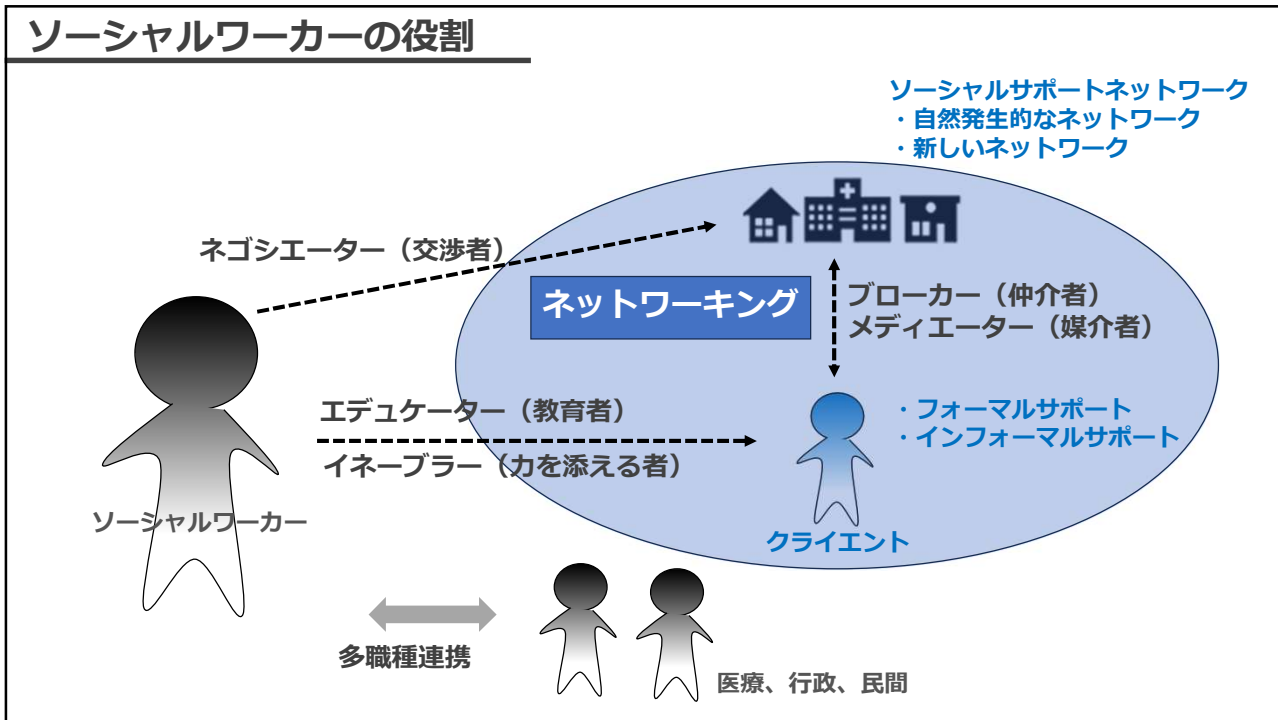 ソーシャルワーカーの役割
ソーシャルサポートネットワーク
・自然発生的なネットワーク
・新しいネットワーク
ネゴシエーター（交渉者）
ネットワーキング
ブローカー（仲介者）
メディエーター（媒介者）
エデュケーター（教育者）
イネーブラー（力を添える者）
・フォーマルサポート
・インフォーマルサポート
ソーシャルワーカー
クライエント
多職種連携
医療、行政、民間